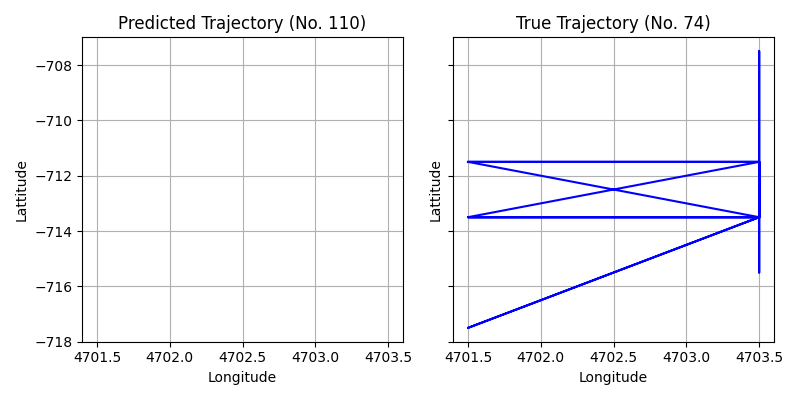 Predicted Trajectory (No. 110)
True Trajectory (No. 74)
Lattitude
−708
−710
−712
−714
−716
−718
4701.5 4702.0 4702.5 4703.0 4703.5
Longitude
Lattitude
4701.5 4702.0 4702.5 4703.0 4703.5
Longitude